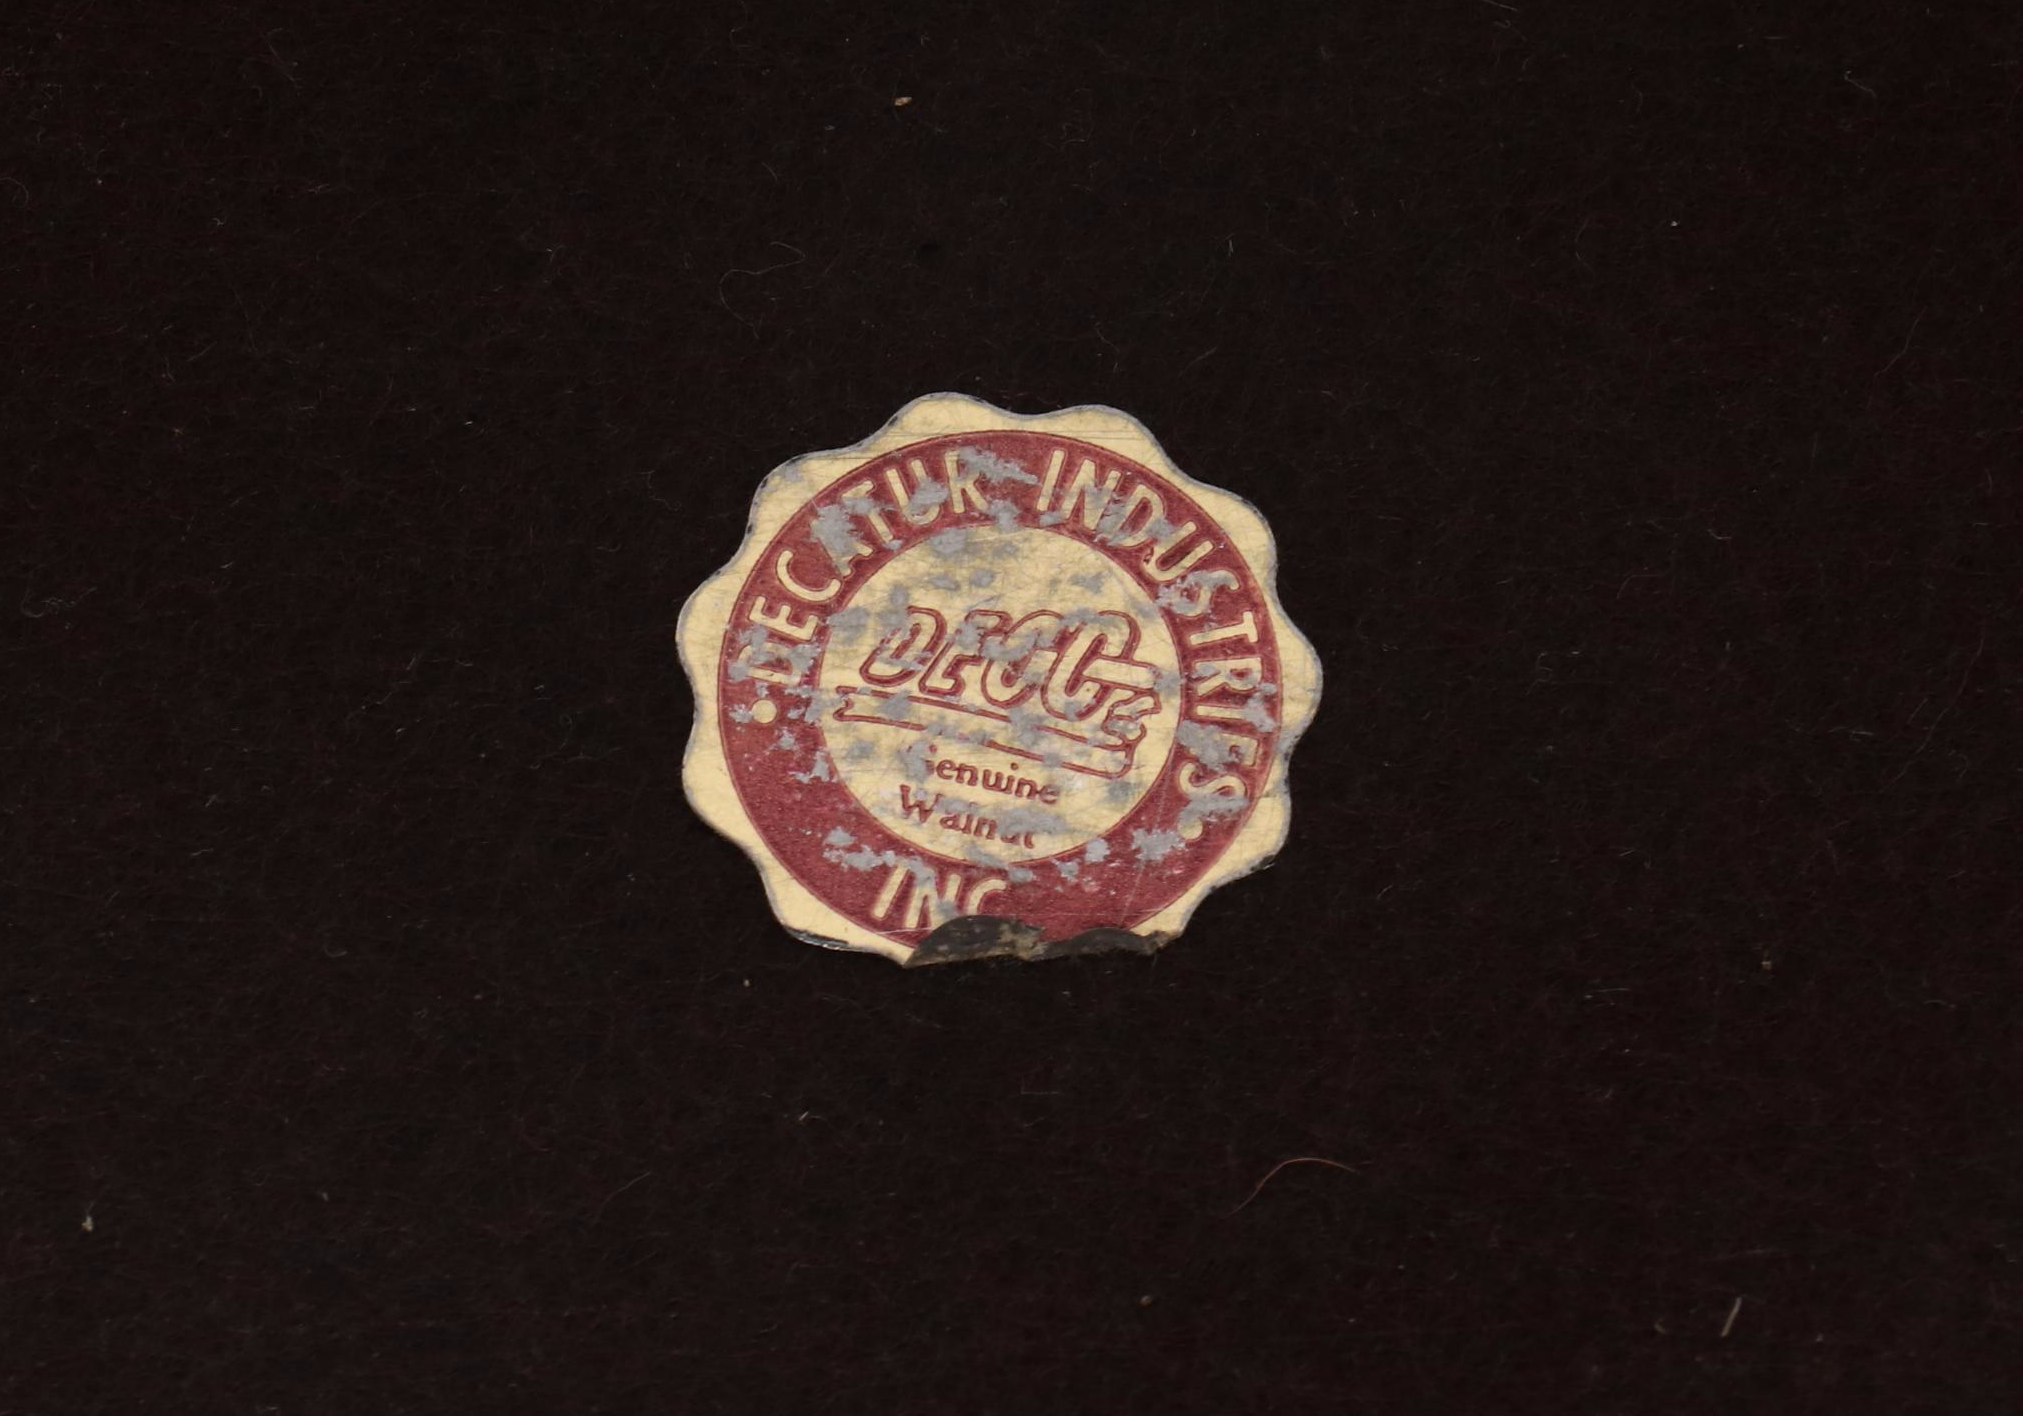 DECATUR INDUSTRIES
Genuine
Walnut
INC